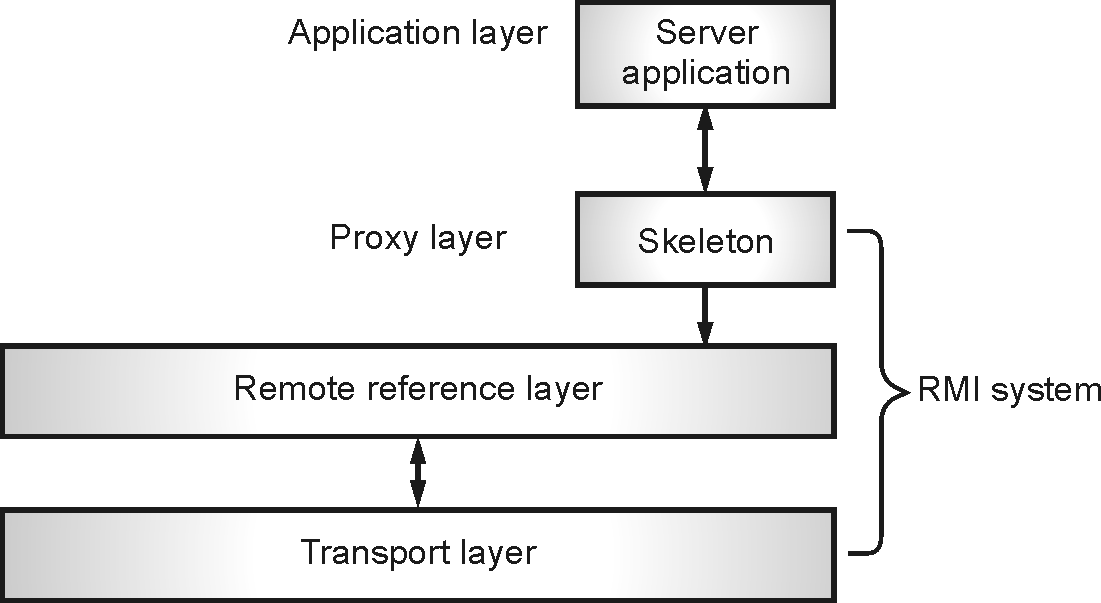 Application layer
Server
application
Proxy layer
Skeleton
Remote reference layer
RMI system
Transport layer